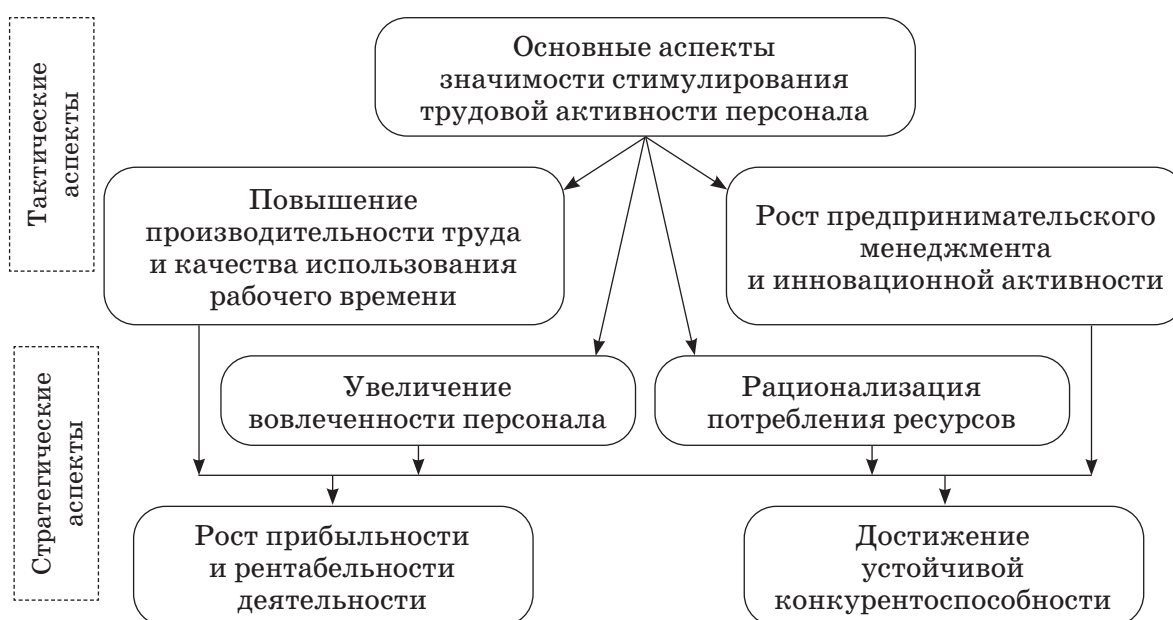 Тактические
аспекты
Основные аспекты
значимости стимулирования
трудовой активности персонала
Повышение
производительности труда
и качества использования
рабочего времени
Рост предпринимательского
менеджмента
и инновационной активности
Стратегические
аспекты
Увеличение
вовлеченности персонала
Рационализация
потребления ресурсов
Рост прибыльности
и рентабельности
деятельности
Достижение
устойчивой
конкурентоспособности